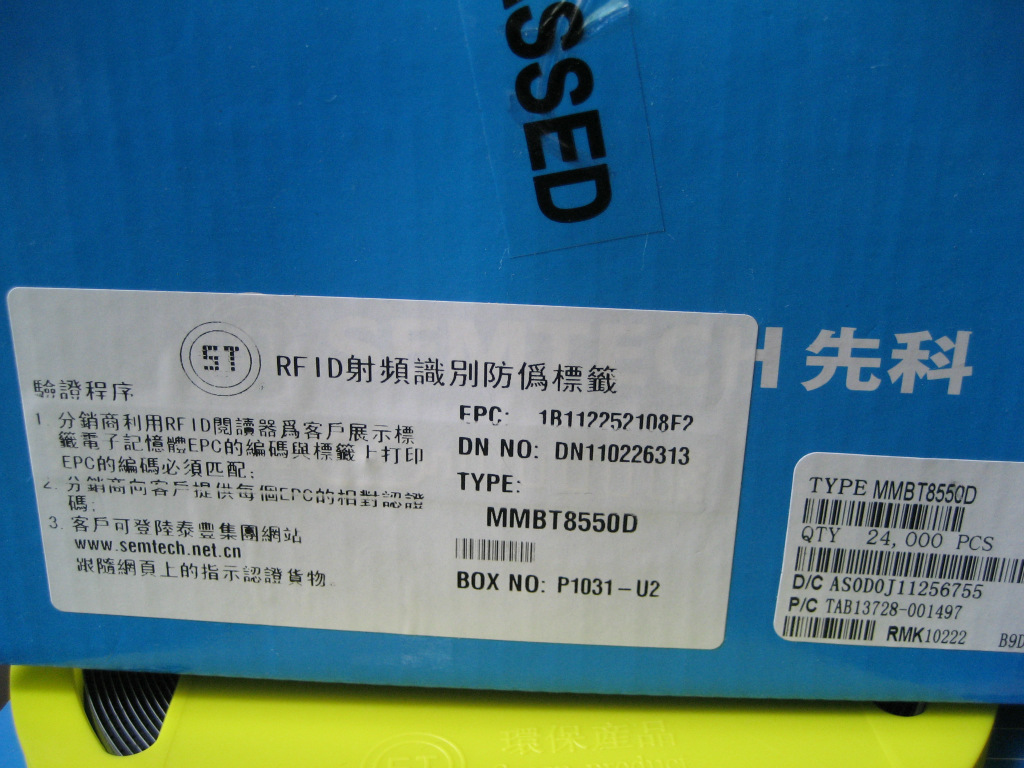 SSED
SEMTECH 先科
ST
RFID射頻識別防僞標籤
驗證程序
1. 分銷商利用RFID閱讀器爲客戶展示標
籤電子記憶體EPC的編碼與標籤上打印
EPC的編碼必須匹配;
2. 分銷商向客戶提供每個EPC的相對認證
碼;
3. 客戶可登陸泰豐集團網站
www.semtech.net.cn
跟隨網頁上的指示認證貨物。
EPC: 1B112252108F2
DN NO: DN110226313
TYPE:
MMBT8550D
BOX NO: P1031-U2
TYPE MMBT8550D
QTY 24,000 PCS
D/C AS0D0J11256755
P/C TAB13728-001497
RMK10222 B9D
環保産品
ST
Green product